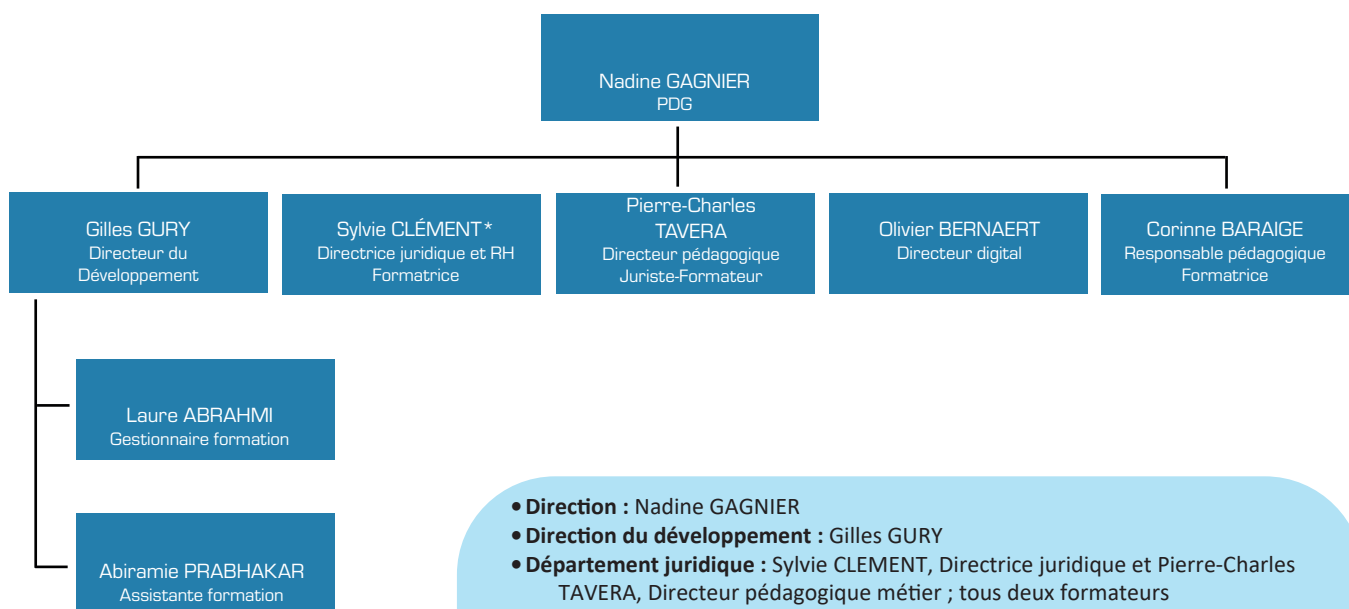 Nadine GAGNIER
PDG
Gilles GURY
Directeur du
Développement
Sylvie CLÉMENT*
Directrice juridique et RH
Formatrice
Pierre-Charles
TAVERA
Directeur pédagogique
Juriste-Formateur
Olivier BERNAERT
Directeur digital
Corinne BARAIGE
Responsable pédagogique
Formatrice
Laure ABRAHMI
Gestionnaire formation
Abiramie PRABHAKAR
Assistante formation
• Direction : Nadine GAGNIER
• Direction du développement : Gilles GURY
• Département juridique : Sylvie CLEMENT, Directrice juridique et Pierre-Charles
TAVERA, Directeur pédagogique métier ; tous deux formateurs